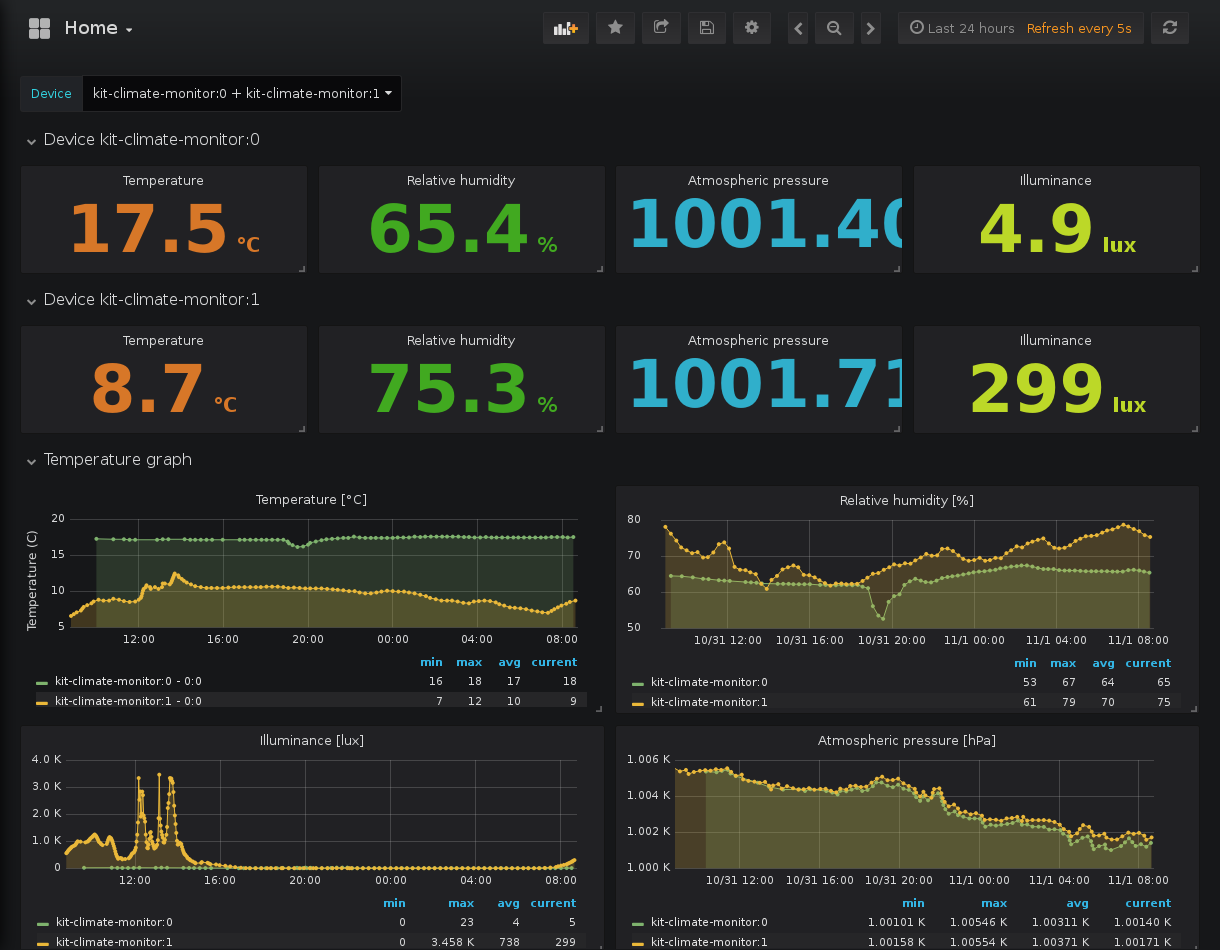 Home
Last 24 hours Refresh every 5s
Device kit-climate-monitor:0 + kit-climate-monitor:1
Device kit-climate-monitor:0
Temperature Relative humidity Atmospheric pressure Illuminance
17.5 °C 65.4 % 1001.40 4.9 lux
Device kit-climate-monitor:1
Temperature Relative humidity Atmospheric pressure Illuminance
8.7 °C 75.3 % 1001.71 299 lux
Temperature graph
Temperature [°C]
Temperature (C)
20
15
10
5
12:00 16:00 20:00 00:00 04:00 08:00
min max avg current
kit-climate-monitor:0 - 0:0 16 18 17 18
kit-climate-monitor:1 - 0:0 7 12 10 9
Relative humidity [%]
80
70
60
50
10/31 12:00 10/31 16:00 10/31 20:00 11/1 00:00 11/1 04:00 11/1 08:00
min max avg current
kit-climate-monitor:0 53 67 64 65
kit-climate-monitor:1 61 79 70 75
Illuminance [lux]
4.0 K
3.0 K
2.0 K
1.0 K
0
12:00 16:00 20:00 00:00 04:00 08:00
min max avg current
kit-climate-monitor:0 0 23 4 5
kit-climate-monitor:1 0 3.458 K 738 299
Atmospheric pressure [hPa]
1.006 K
1.004 K
1.002 K
1.000 K
10/31 12:00 10/31 16:00 10/31 20:00 11/1 00:00 11/1 04:00 11/1 08:00
min max avg current
kit-climate-monitor:0 1.00101 K 1.00546 K 1.00311 K 1.00140 K
kit-climate-monitor:1 1.00158 K 1.00554 K 1.00371 K 1.00171 K